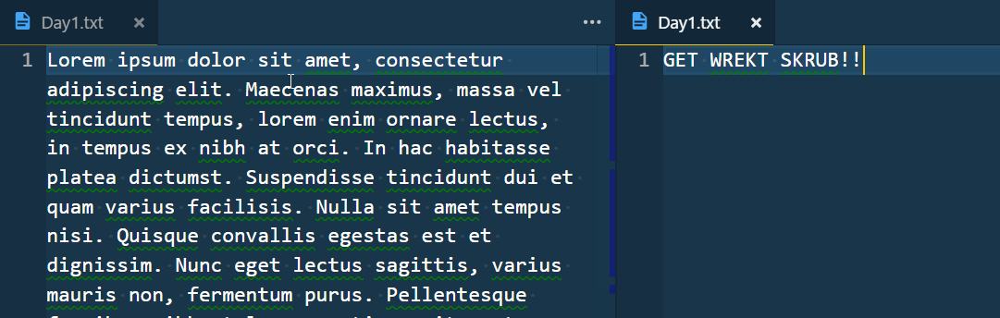 Day1.txt
Day1.txt
1 Lorem ipsum dolor sit amet, consectetur
adipiscing elit. Maecenas maximus, massa vel
tincidunt tempus, lorem enim ornare lectus,
in tempus ex nibh at orci. In hac habitasse
platea dictumst. Suspendisse tincidunt dui et
quam varius facilisis. Nulla sit amet tempus
nisi. Quisque convallis egestas est et
dignissim. Nunc eget lectus sagittis, varius
mauris non, fermentum purus. Pellentesque
1 GET WREKT SKRUB!!